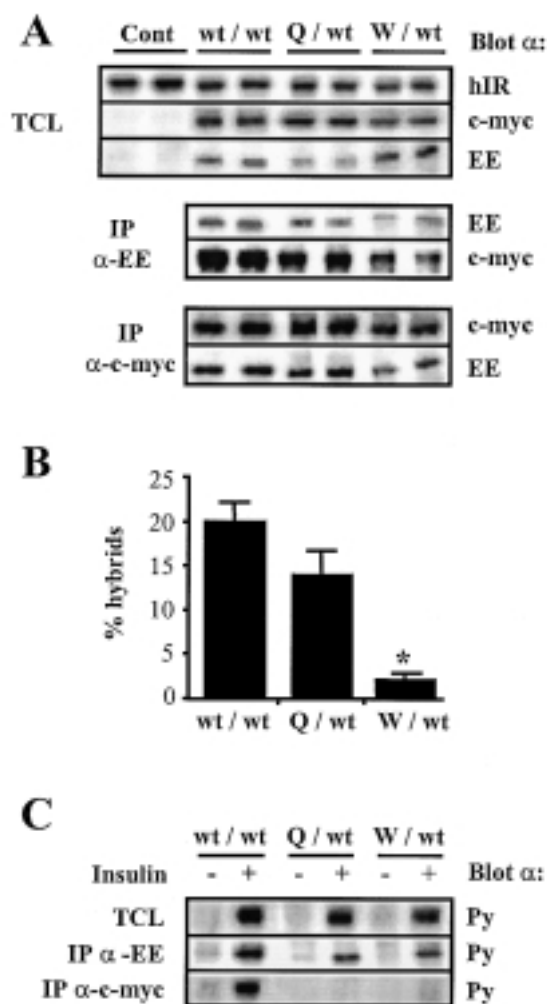 A
Cont wt / wt Q / wt W / wt Blot α:
hIR
TCL c-myc
EE
IP α-EE EE
c-myc
IP α-c-myc c-myc
EE
B
% hybrids
25
20
15
10
5
0
*
wt / wt Q / wt W / wt
C
wt / wt Q / wt W / wt
Insulin - + - + - + Blot α:
TCL Py
IP α -EE Py
IP α-c-myc Py